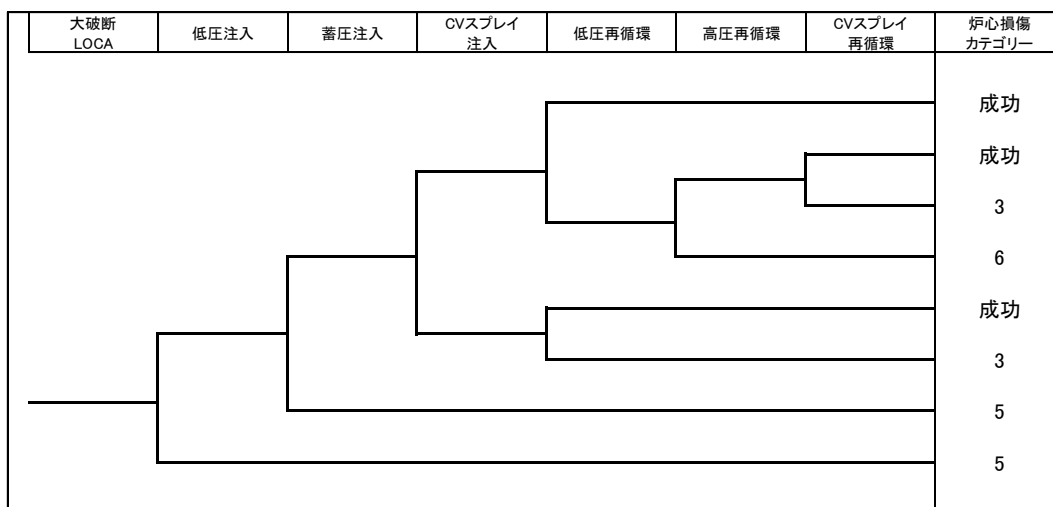 大破断
LOCA
低圧注入
蓄圧注入
CVスプレイ
注入
低圧再循環
高圧再循環
CVスプレイ
再循環
炉心損傷
カテゴリー
成功
成功
3
6
成功
3
5
5